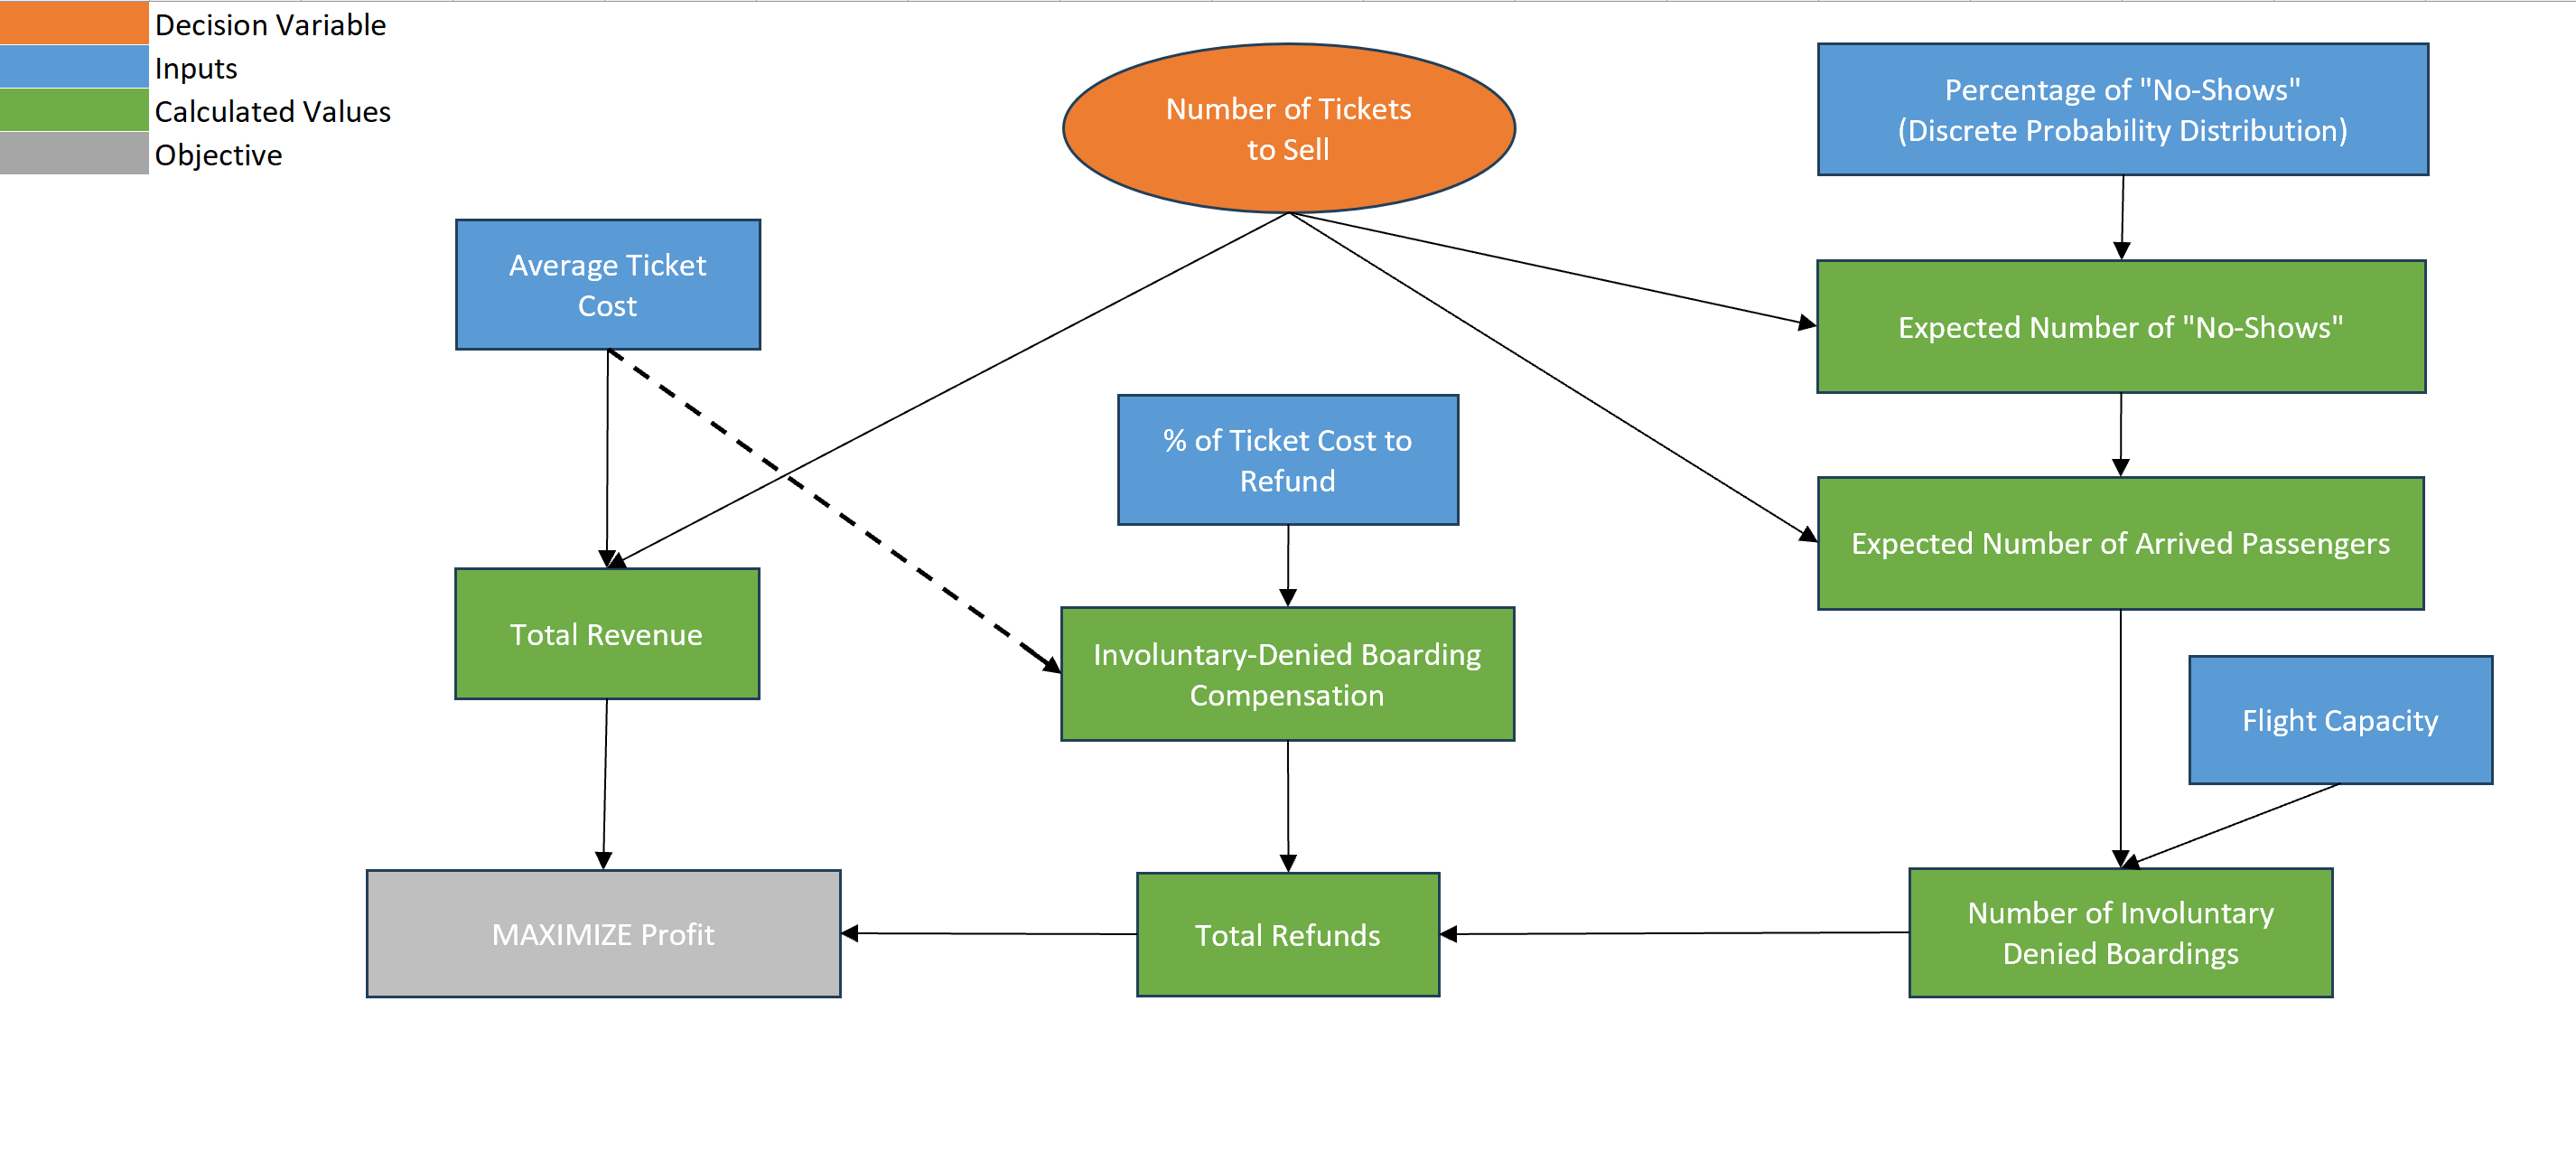 Decision Variable
Inputs
Calculated Values
Objective
Number of Tickets
to Sell
Percentage of "No-Shows"
(Discrete Probability Distribution)
Average Ticket
Cost
Expected Number of "No-Shows"
% of Ticket Cost to
Refund
Expected Number of Arrived Passengers
Total Revenue
Involuntary-Denied Boarding
Compensation
Flight Capacity
MAXIMIZE Profit
Total Refunds
Number of Involuntary
Denied Boardings